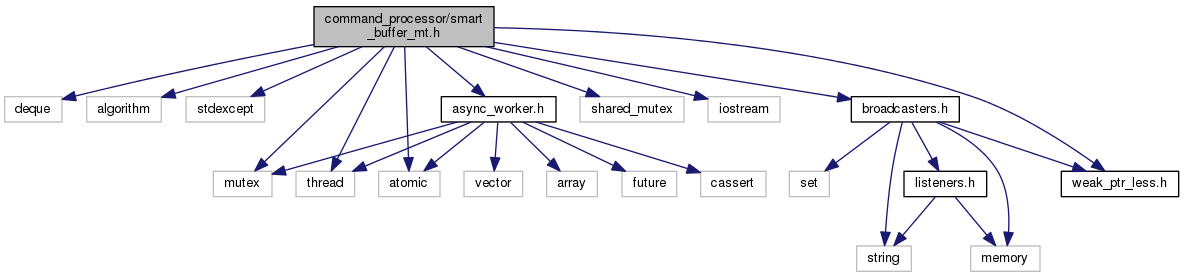 command_processor/smart
_buffer_mt.h
deque
algorithm
stdexcept
async_worker.h
shared_mutex
iostream
broadcasters.h
mutex
thread
atomic
vector
array
future
cassert
set
listeners.h
weak_ptr_less.h
string
memory